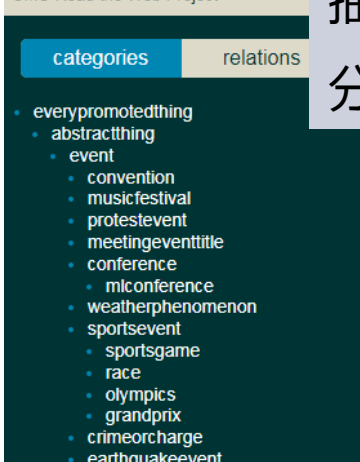 categories
relations
分
everypromotedthing
abstractthing
event
convention
musicfestival
protestevent
meetingeventtitle
conference
mlconference
weatherphenomenon
sportsevent
sportsgame
race
olympics
grandprix
crimeorcharge
earthquakeevent